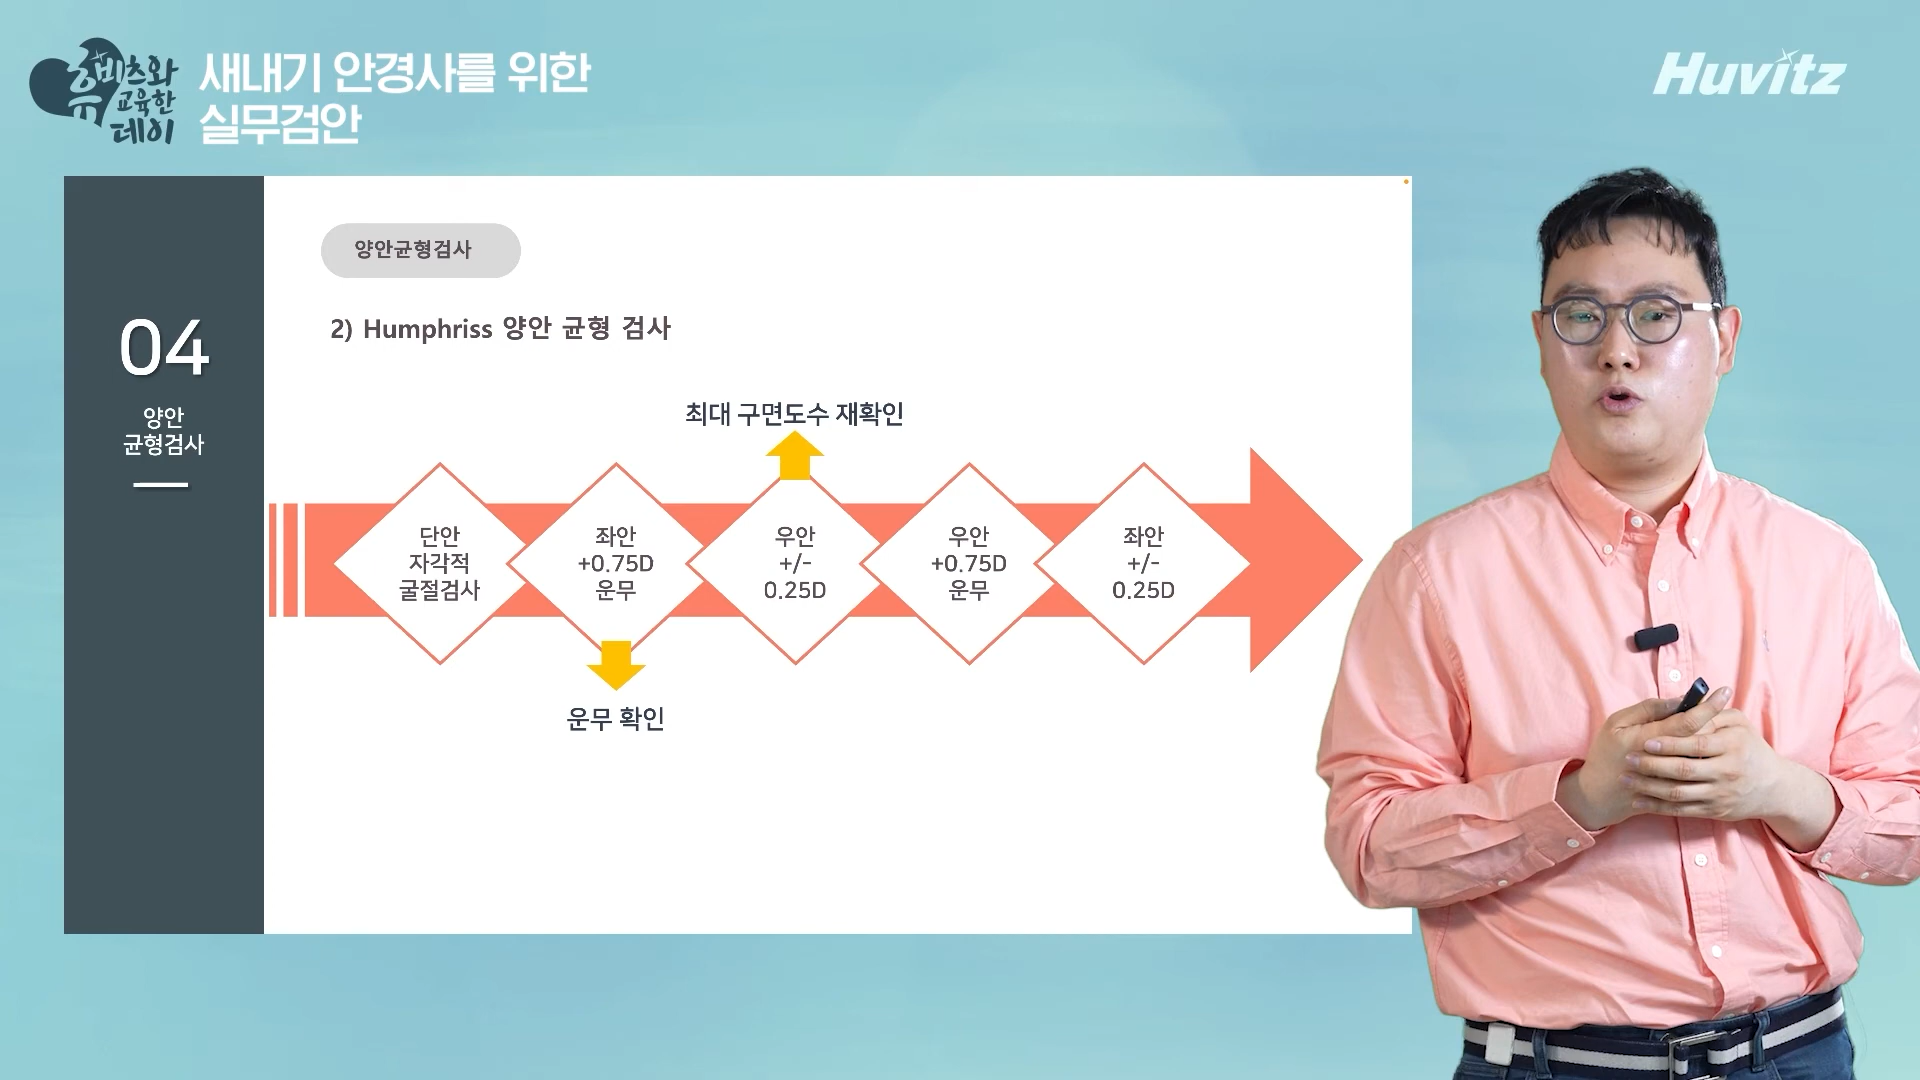 휴비츠와
교육한
데이
새내기 안경사를 위한
실무검안
Huvitz
04
양안
균형검사
양안균형검사
2) Humphriss 양안 균형 검사
최대 구면도수 재확인
단안
자각적
굴절검사
좌안
+0.75D
운무
우안
+/-
0.25D
우안
+0.75D
운무
좌안
+/-
0.25D
운무 확인